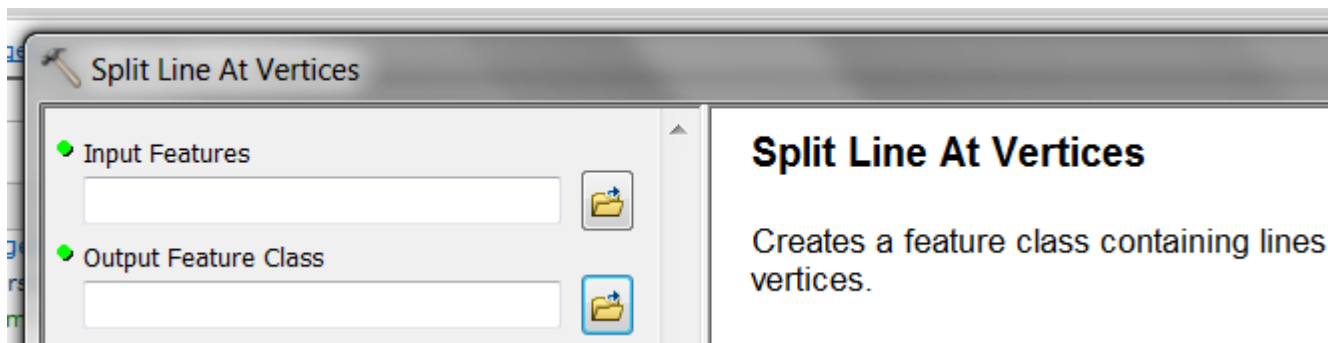 Split Line At Vertices
Input Features
Output Feature Class
Split Line At Vertices
Creates a feature class containing lines
vertices.